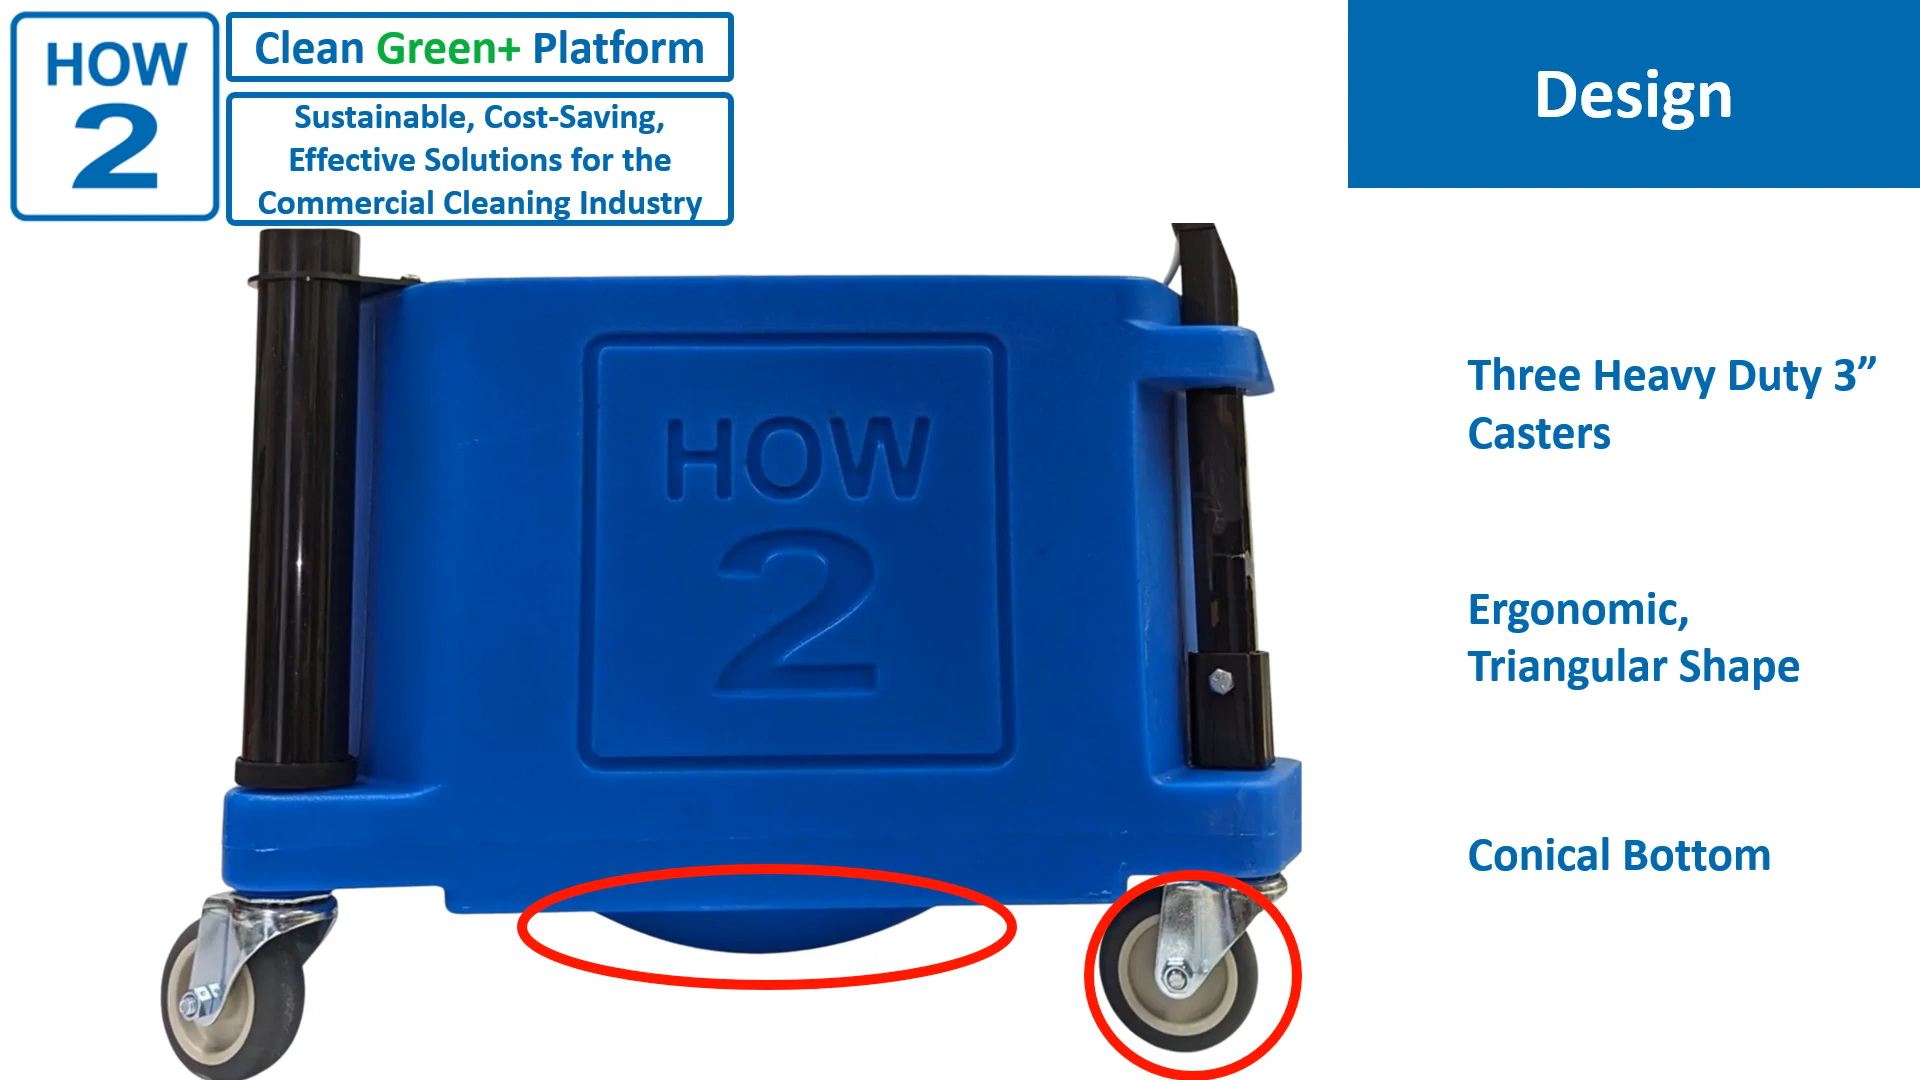 HOW
2
Clean Green+ Platform
Sustainable, Cost-Saving,
Effective Solutions for the
Commercial Cleaning Industry
Design
HOW
2
Three Heavy Duty 3”
Casters
Ergonomic,
Triangular Shape
Conical Bottom